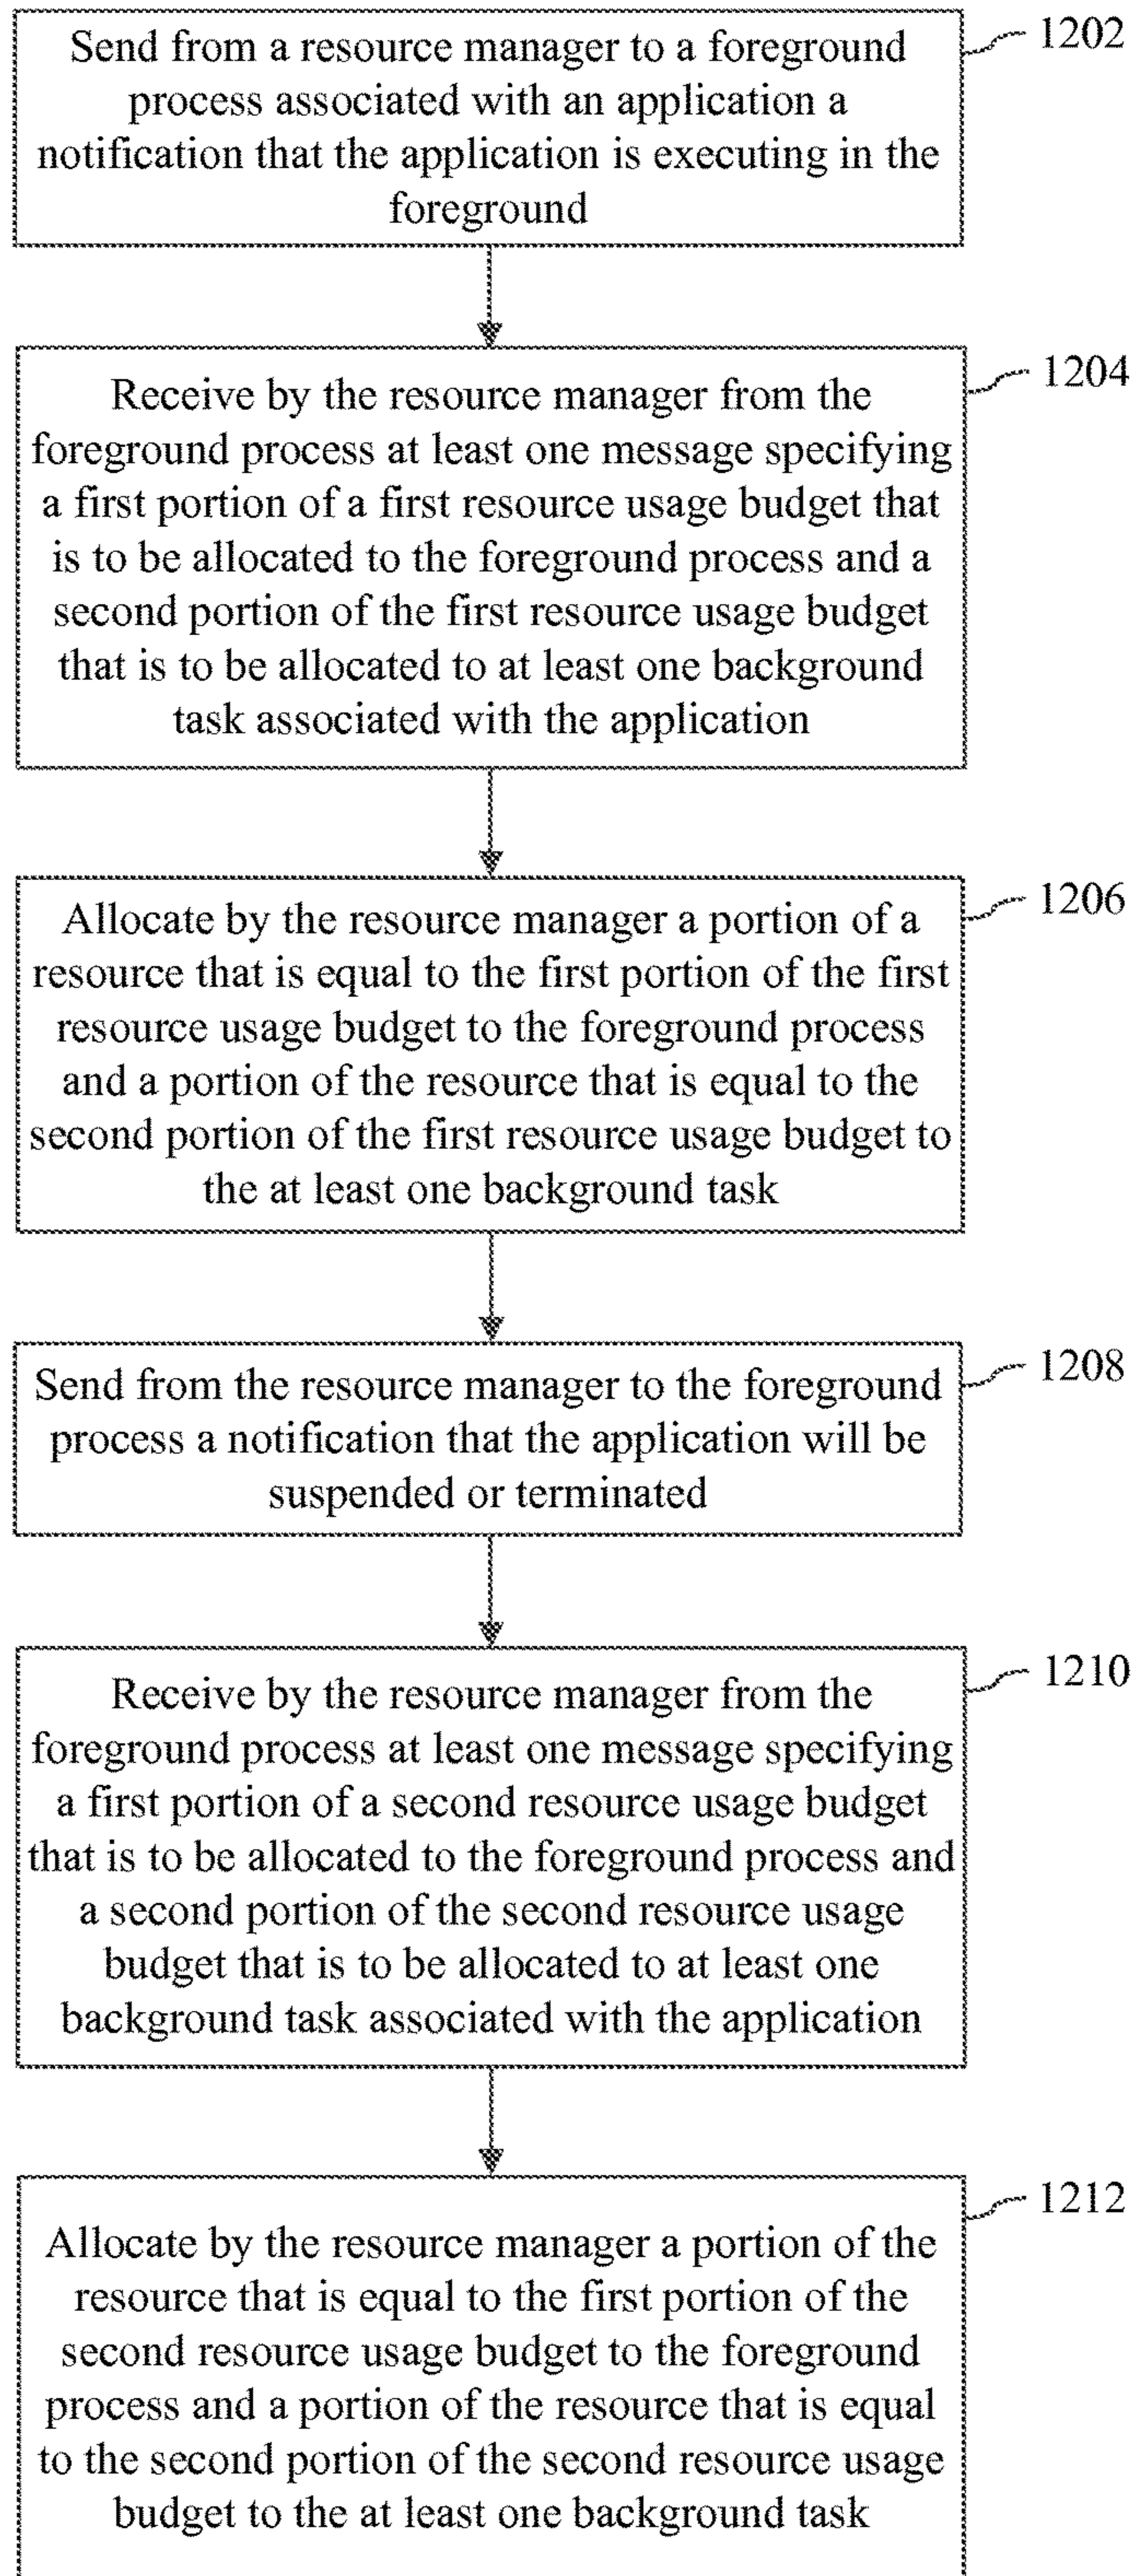 Send from a resource manager to a foreground
1202
process associated with an application a
notification that the application is executing in the
foreground
Receive by the resource manager from the
1204
foreground process at least one message specifying
a first portion of a first resource usage budget that
is to be allocated to the foreground process and a
second portion of the first resource usage budget
that is to be allocated to at least one background
task associated with the application
Allocate by the resource manager a portion of a
1206
resource that is equal to the first portion of the first
resource usage budget to the foreground process
and a portion of the resource that is equal to the
second portion of the first resource usage budget to
the at least one background task
Send from the resource manager to the foreground
1208
process a notification that the application will be
suspended or terminated
Receive by the resource manager from the
1210
foreground process at least one message specifying
a first portion of a second resource usage budget
that is to be allocated to the foreground process and
a second portion of the second resource usage
budget that is to be allocated to at least one
background task associated with the application
Allocate by the resource manager a portion of the
1212
resource that is equal to the first portion of the
second resource usage budget to the foreground
process and a portion of the resource that is equal
to the second portion of the second resource usage
budget to the at least one background task